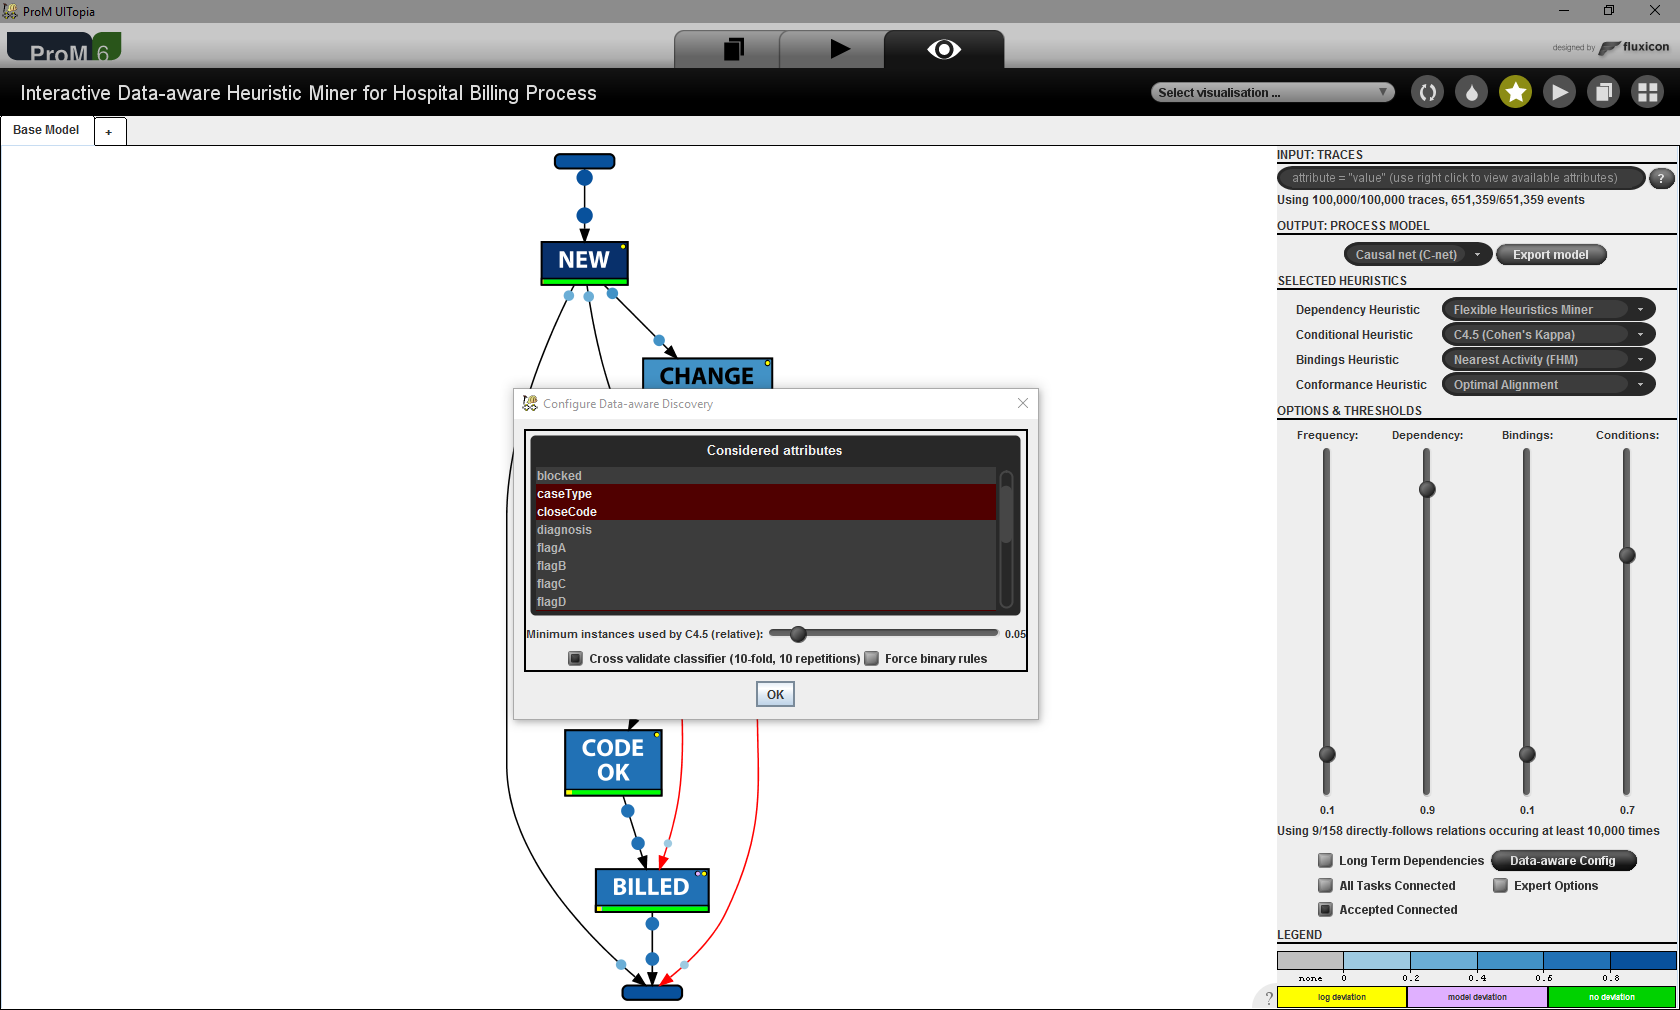 ProM UITopia
ProM 6
designed by fluxicon
Interactive Data-aware Heuristic Miner for Hospital Billing Process
Select visualisation ...
Base Model
+
INPUT: TRACES
attribute = "value" (use right click to view available attributes)
?
Using 100,000/100,000 traces, 651,359/651,359 events
OUTPUT: PROCESS MODEL
Causal net (C-net)
Export model
SELECTED HEURISTICS
Dependency Heuristic
Flexible Heuristics Miner
Conditional Heuristic
C4.5 (Cohen's Kappa)
Bindings Heuristic
Nearest Activity (FHM)
Conformance Heuristic
Optimal Alignment
OPTIONS & THRESHOLDS
Frequency: Dependency: Bindings: Conditions:
0.1 0.9 0.1 0.7
Using 9/158 directly-follows relations occuring at least 10,000 times
Long Term Dependencies
Data-aware Config
All Tasks Connected
Expert Options
Accepted Connected
LEGEND
none 0 0.2 0.4 0.6 0.8
log deviation model deviation no deviation
?
NEW
CHANGE
Configure Data-aware Discovery
Considered attributes
blocked
caseType
closeCode
diagnosis
flagA
flagB
flagC
flagD
Minimum instances used by C4.5 (relative): 0.05
Cross validate classifier (10-fold, 10 repetitions) Force binary rules
OK
CODE
OK
BILLED